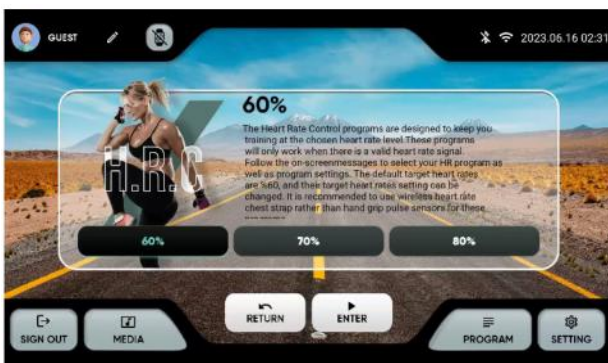 GUEST
2023.06.16 02:31
60%
The Heart Rate Control programs are designed to keep you
training at the chosen heart rate level.These programs
will only work when there is a valid heart rate signal.
Follow the on-screenmessages to select your HR program as
well as program settings. The default target heart rates
are %60, and their target heart rates setting can be
changed. It is recommended to use wireless heart rate
chest strap rather than hand grip pulse sensors for these
H.R.C
60%
70%
80%
RETURN
ENTER
SIGN OUT
MEDIA
PROGRAM
SETTING